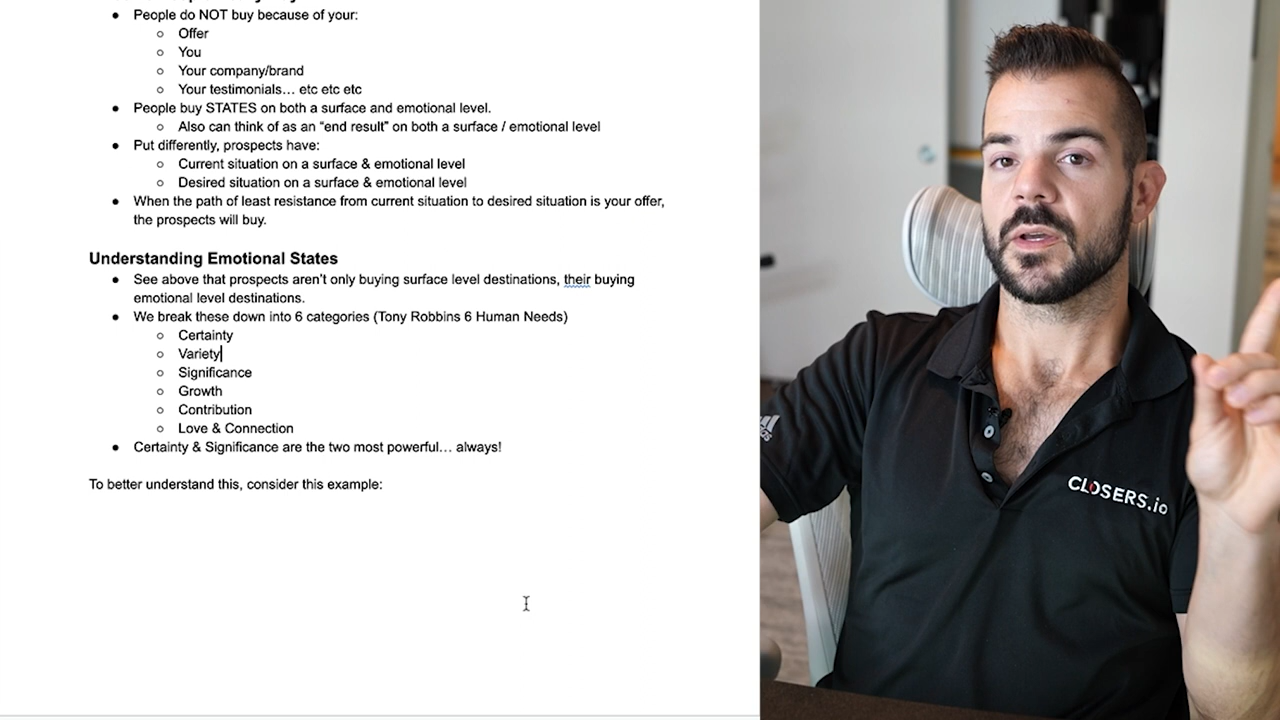 People do NOT buy because of your:
Offer
You
Your company/brand
Your testimonials… etc etc etc
People buy STATES on both a surface and emotional level.
Also can think of as an “end result” on both a surface / emotional level
Put differently, prospects have:
Current situation on a surface & emotional level
Desired situation on a surface & emotional level
When the path of least resistance from current situation to desired situation is your offer,
the prospects will buy.
Understanding Emotional States
See above that prospects aren’t only buying surface level destinations, their buying
emotional level destinations.
We break these down into 6 categories (Tony Robbins 6 Human Needs)
Certainty
Variety
Significance
Growth
Contribution
Love & Connection
Certainty & Significance are the two most powerful… always!
To better understand this, consider this example:
CLOSERS.io